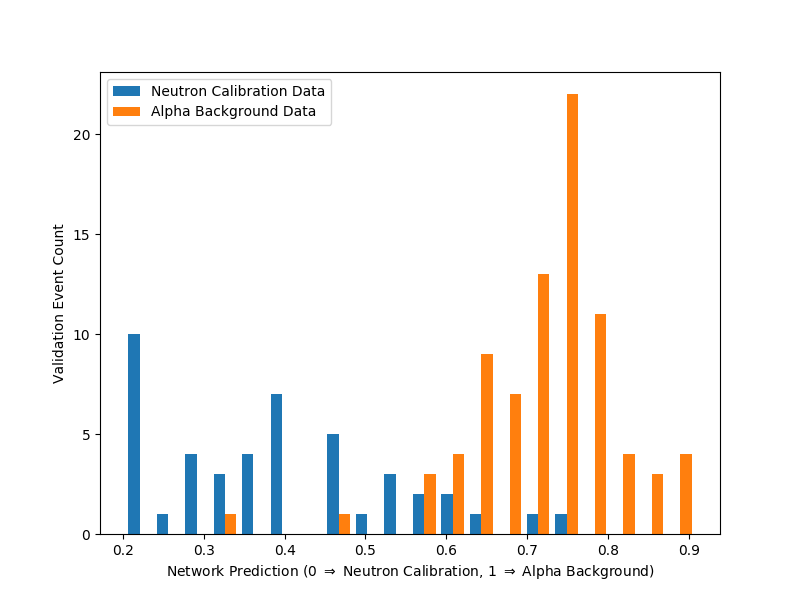 Neutron Calibration Data
Alpha Background Data
Validation Event Count
20
15
10
5
0
0.2 0.3 0.4 0.5 0.6 0.7 0.8 0.9
Network Prediction (0 ⇒ Neutron Calibration, 1 ⇒ Alpha Background)